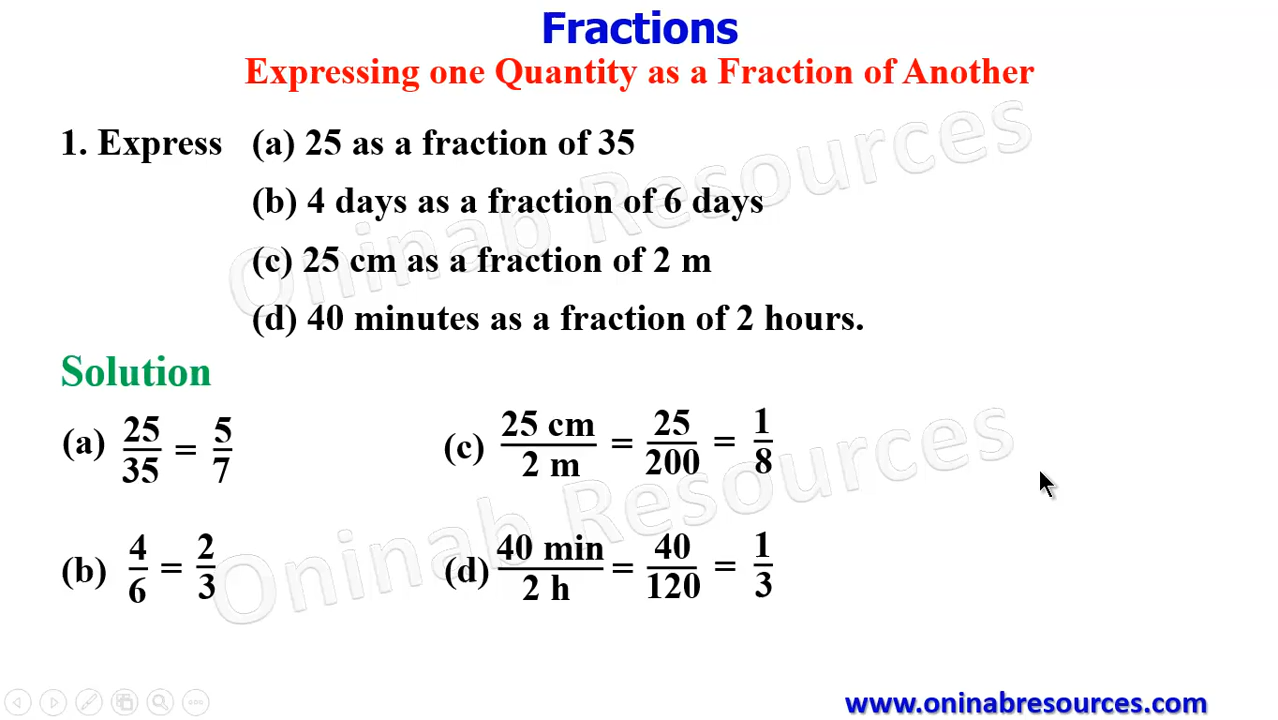 Fractions
Expressing one Quantity as a Fraction of Another
1. Express (a) 25 as a fraction of 35
(b) 4 days as a fraction of 6 days
(c) 25 cm as a fraction of 2 m
(d) 40 minutes as a fraction of 2 hours.
Solution
(a) 25/35 = 5/7
(b) 4/6 = 2/3
(c) 25 cm/2 m = 25/200 = 1/8
(d) 40 min/2 h = 40/120 = 1/3
Oninab Resources
Oninab Resources
www.oninabresources.com